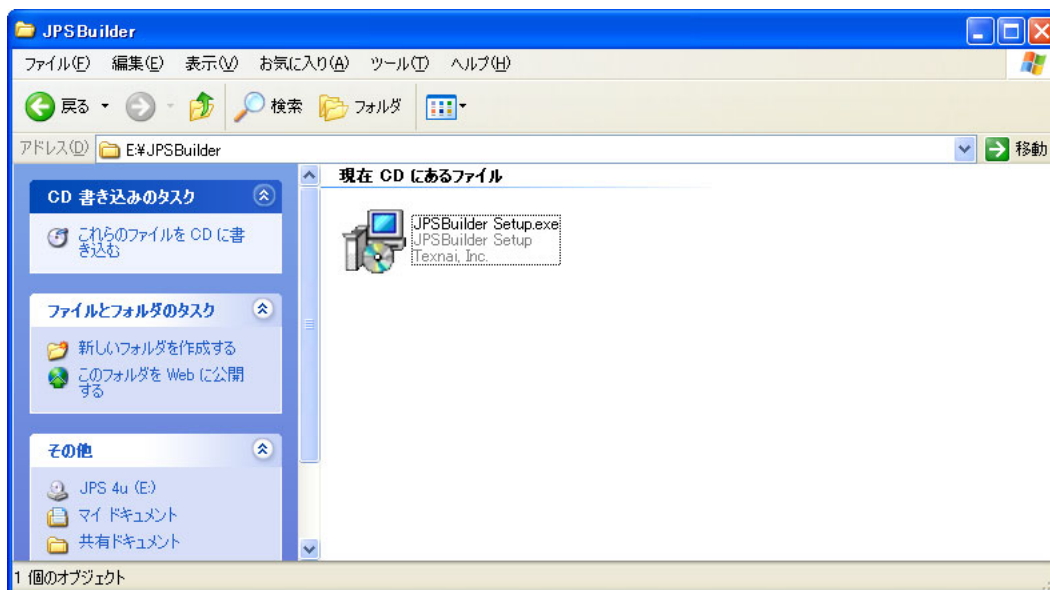 JPSBuilder
ファイル(F) 編集(E) 表示(V) お気に入り(A) ツール(T) ヘルプ(H)
戻る 検索 フォルダ
アドレス(D) E:¥JPSBuilder 移動
CD 書き込みのタスク
これらのファイルを CD に書
き込む
ファイルとフォルダのタスク
新しいフォルダを作成する
このフォルダを Web に公開
する
その他
JPS 4u (E:)
マイ ドキュメント
共有ドキュメント
現在 CD にあるファイル
JPSBuilder Setup.exe
JPSBuilder Setup
Texnai, Inc.
1 個のオブジェクト